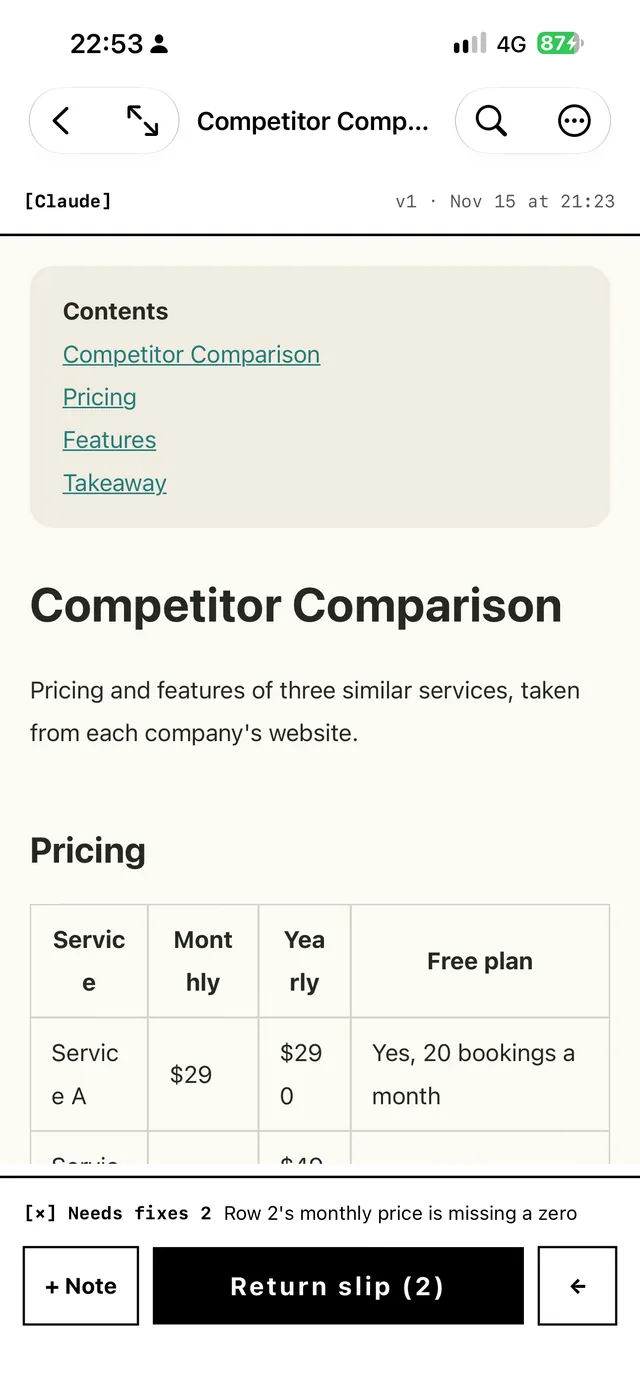 22:53
4G
87
Competitor Comp...
[Claude]
v1 · Nov 15 at 21:23
Contents
Competitor Comparison
Pricing
Features
Takeaway
Competitor Comparison
Pricing and features of three similar services, taken
from each company's website.
Pricing
Servic
e
Mont
hly
Yea
rly
Free plan
Servic
e A
$29
$29
0
Yes, 20 bookings a
month
[×] Needs fixes 2 Row 2's monthly price is missing a zero
+ Note
Return slip (2)
←